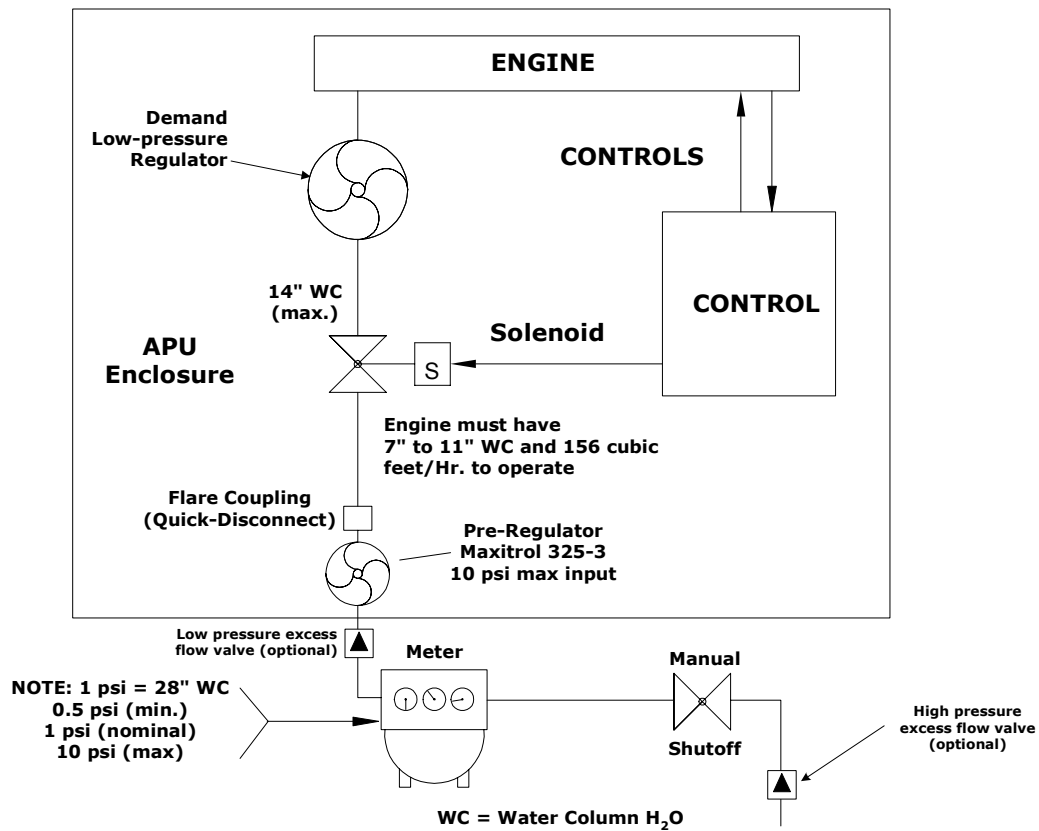 ENGINE
Demand
Low-pressure
Regulator
CONTROLS
CONTROL
14" WC
(max.)
Solenoid
S
APU
Enclosure
Engine must have
7" to 11" WC and 156 cubic
feet/Hr. to operate
Flare Coupling
(Quick-Disconnect)
Pre-Regulator
Maxitrol 325-3
10 psi max input
Low pressure excess
flow valve (optional)
Meter
Manual
Shutoff
NOTE: 1 psi = 28" WC
0.5 psi (min.)
1 psi (nominal)
10 psi (max)
High pressure
excess flow valve
(optional)
WC = Water Column H₂O